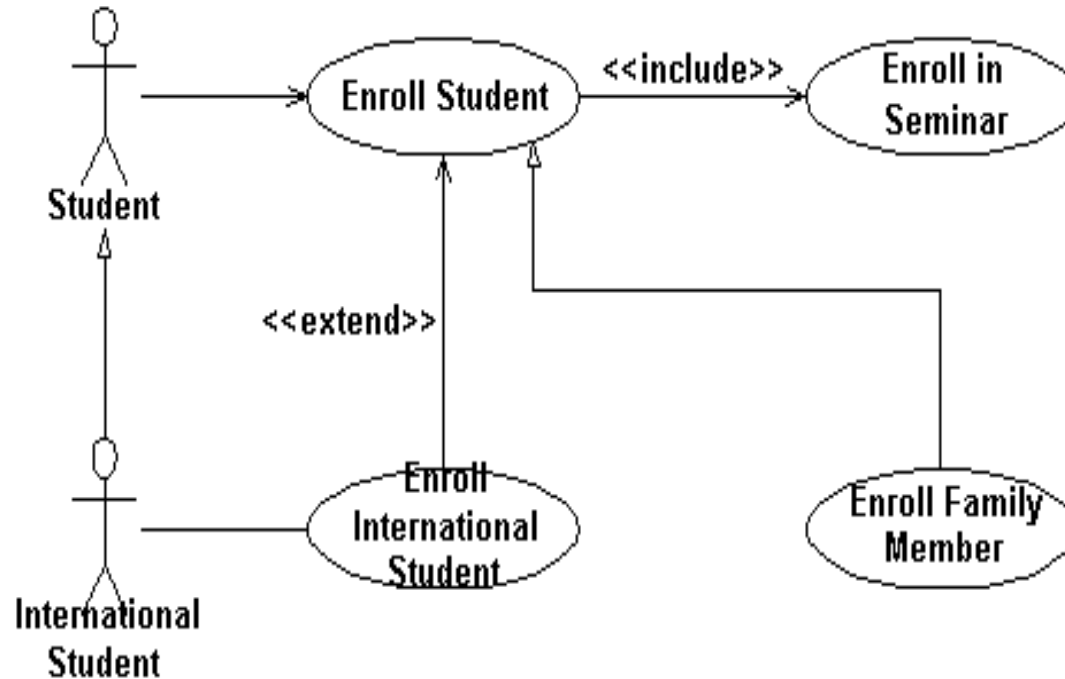 Student
Enroll Student
<<include>>
Enroll in
Seminar
<<extend>>
International
Student
Enroll
International
Student
Enroll Family
Member